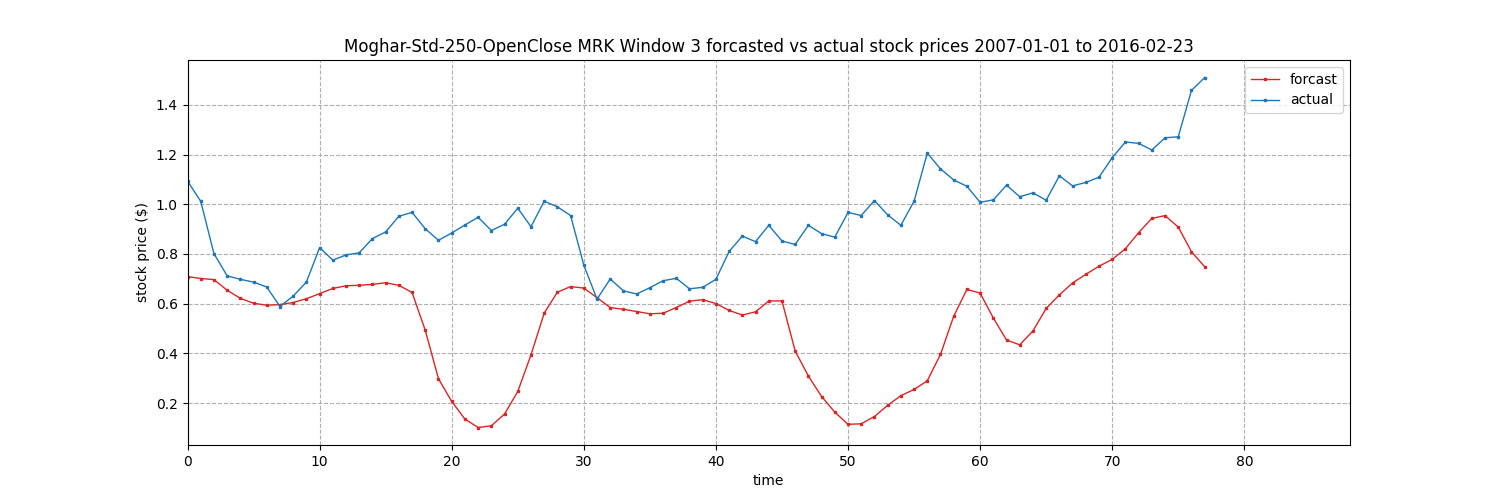 Moghar-Std-250-OpenClose MRK Window 3 forcasted vs actual stock prices 2007-01-01 to 2016-02-23
forcast
actual
stock price ($)
1.4
1.2
1.0
0.8
0.6
0.4
0.2
0 10 20 30 40 50 60 70 80
time